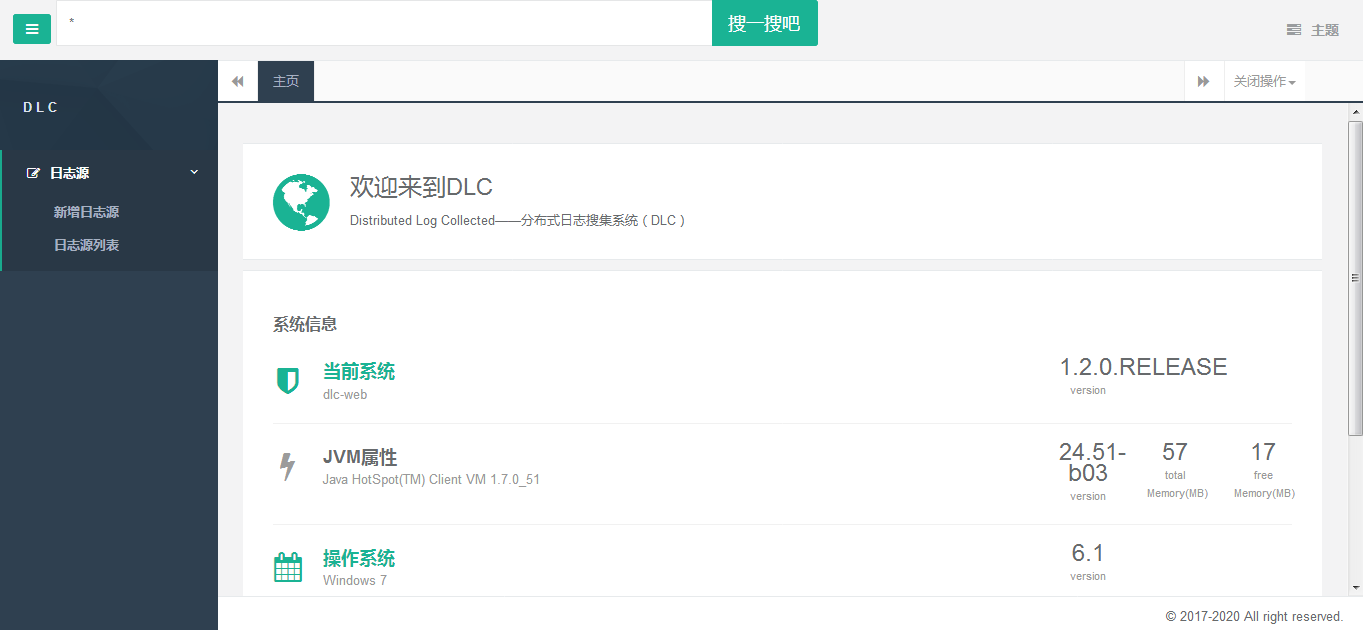 *
搜一搜吧
主题
DLC
主页
关闭操作
日志源
新增日志源
日志源列表
欢迎来到DLC
Distributed Log Collected——分布式日志搜集系统（DLC）
系统信息
当前系统
dlc-web
1.2.0.RELEASE
version
JVM属性
Java HotSpot(TM) Client VM 1.7.0_51
24.51-
b03
version
57
total
Memory(MB)
17
free
Memory(MB)
操作系统
Windows 7
6.1
version
© 2017-2020 All right reserved.